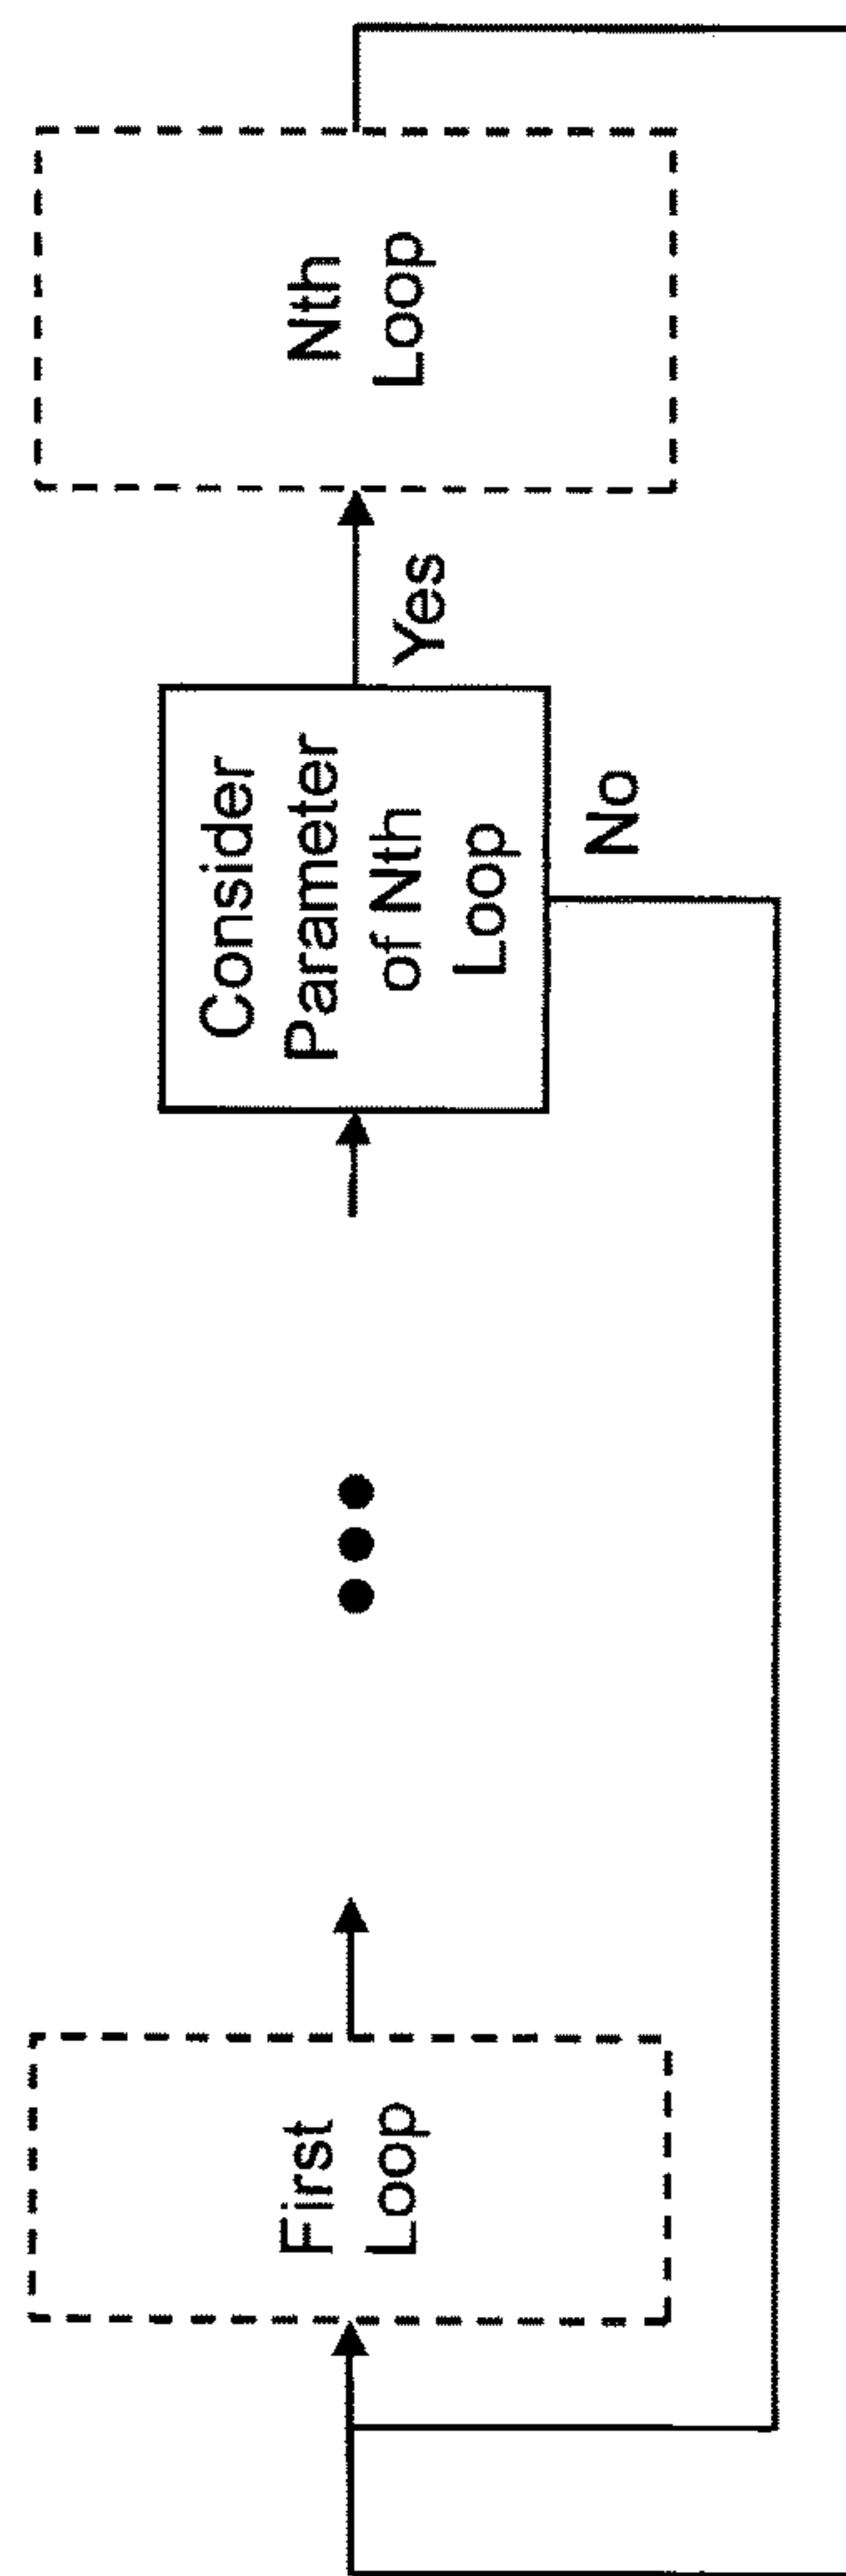 First
Loop
Consider
Parameter
of Nth
Loop
Yes
No
Nth
Loop